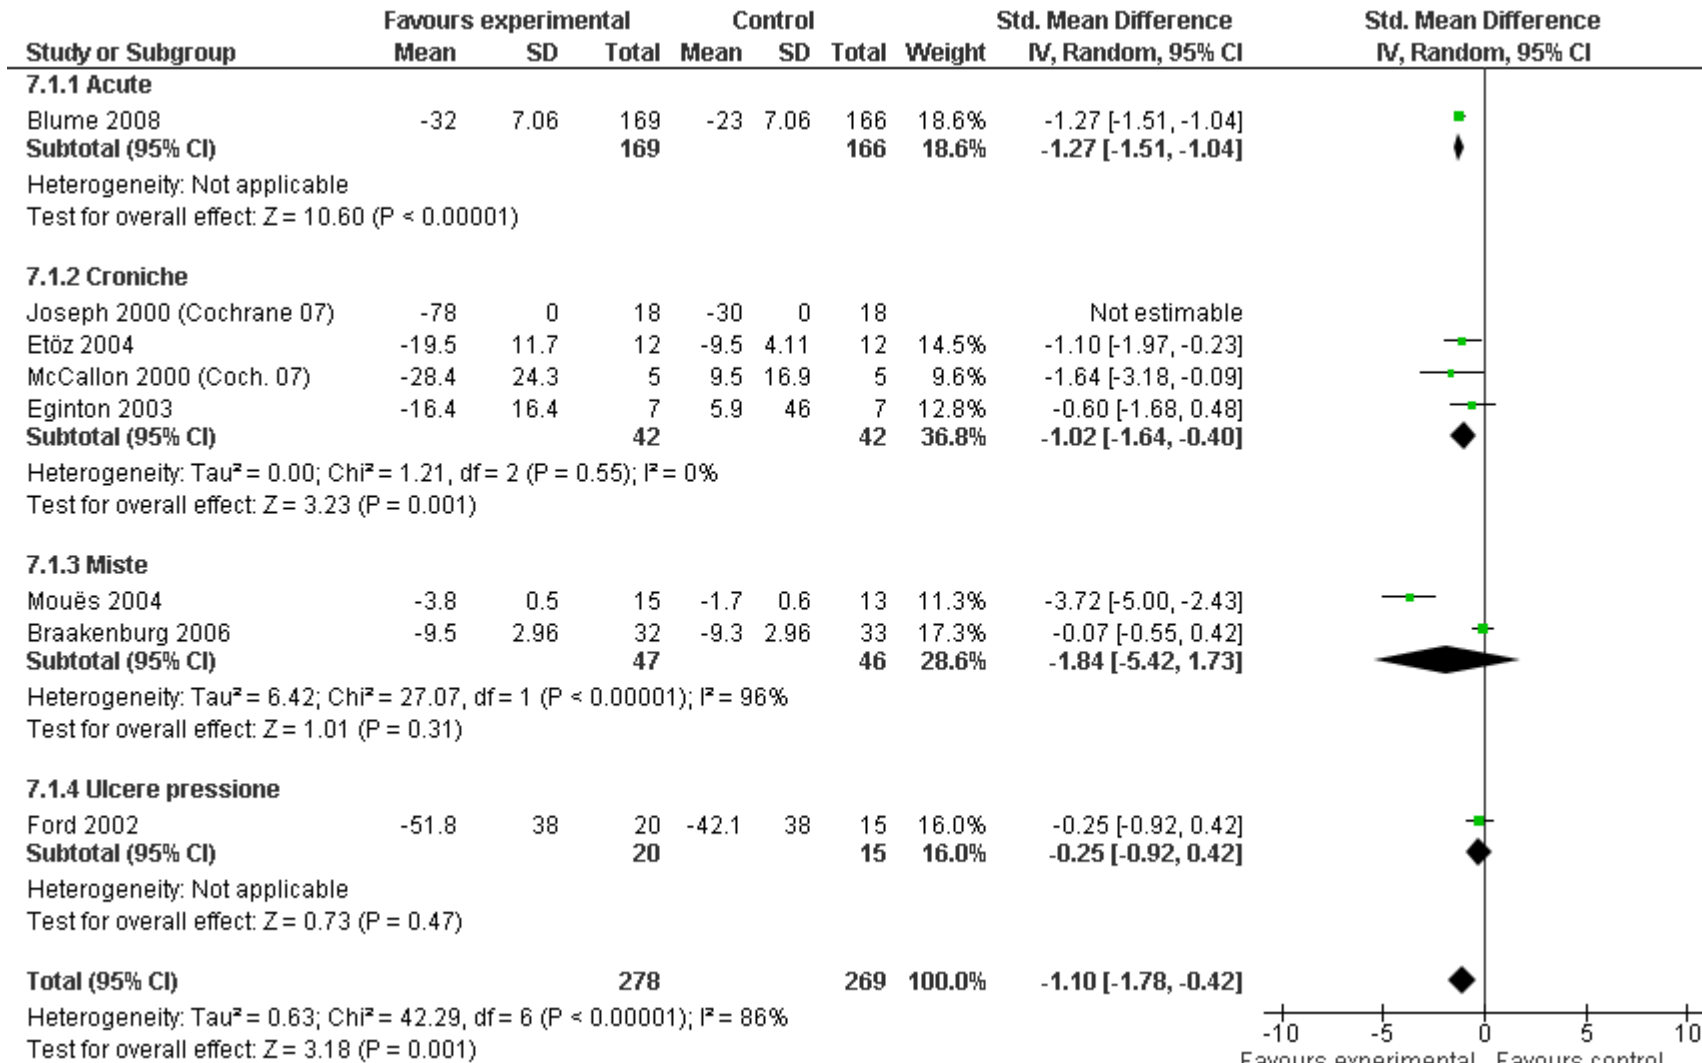 Favours experimental Control Std. Mean Difference Std. Mean Difference
Study or Subgroup Mean SD Total Mean SD Total Weight IV, Random, 95% CI IV, Random, 95% CI
7.1.1 Acute
Blume 2008 -32 7.06 169 -23 7.06 166 18.6% -1.27 [-1.51, -1.04]
Subtotal (95% CI) 169 166 18.6% -1.27 [-1.51, -1.04]
Heterogeneity: Not applicable
Test for overall effect: Z = 10.60 (P < 0.00001)
7.1.2 Croniche
Joseph 2000 (Cochrane 07) -78 0 18 -30 0 18 Not estimable
Etöz 2004 -19.5 11.7 12 -9.5 4.11 12 14.5% -1.10 [-1.97, -0.23]
McCallon 2000 (Coch. 07) -28.4 24.3 5 9.5 16.9 5 9.6% -1.64 [-3.18, -0.09]
Eginton 2003 -16.4 16.4 7 5.9 46 7 12.8% -0.60 [-1.68, 0.48]
Subtotal (95% CI) 42 42 36.8% -1.02 [-1.64, -0.40]
Heterogeneity: Tau² = 0.00; Chi² = 1.21, df = 2 (P = 0.55); I² = 0%
Test for overall effect: Z = 3.23 (P = 0.001)
7.1.3 Miste
Mouës 2004 -3.8 0.5 15 -1.7 0.6 13 11.3% -3.72 [-5.00, -2.43]
Braakenburg 2006 -9.5 2.96 32 -9.3 2.96 33 17.3% -0.07 [-0.55, 0.42]
Subtotal (95% CI) 47 46 28.6% -1.84 [-5.42, 1.73]
Heterogeneity: Tau² = 6.42; Chi² = 27.07, df = 1 (P < 0.00001); I² = 96%
Test for overall effect: Z = 1.01 (P = 0.31)
7.1.4 Ulcere pressione
Ford 2002 -51.8 38 20 -42.1 38 15 16.0% -0.25 [-0.92, 0.42]
Subtotal (95% CI) 20 15 16.0% -0.25 [-0.92, 0.42]
Heterogeneity: Not applicable
Test for overall effect: Z = 0.73 (P = 0.47)
Total (95% CI) 278 269 100.0% -1.10 [-1.78, -0.42]
Heterogeneity: Tau² = 0.63; Chi² = 42.29, df = 6 (P < 0.00001); I² = 86%
Test for overall effect: Z = 3.18 (P = 0.001)
-10 -5 0 5 10
Favours experimental Favours control